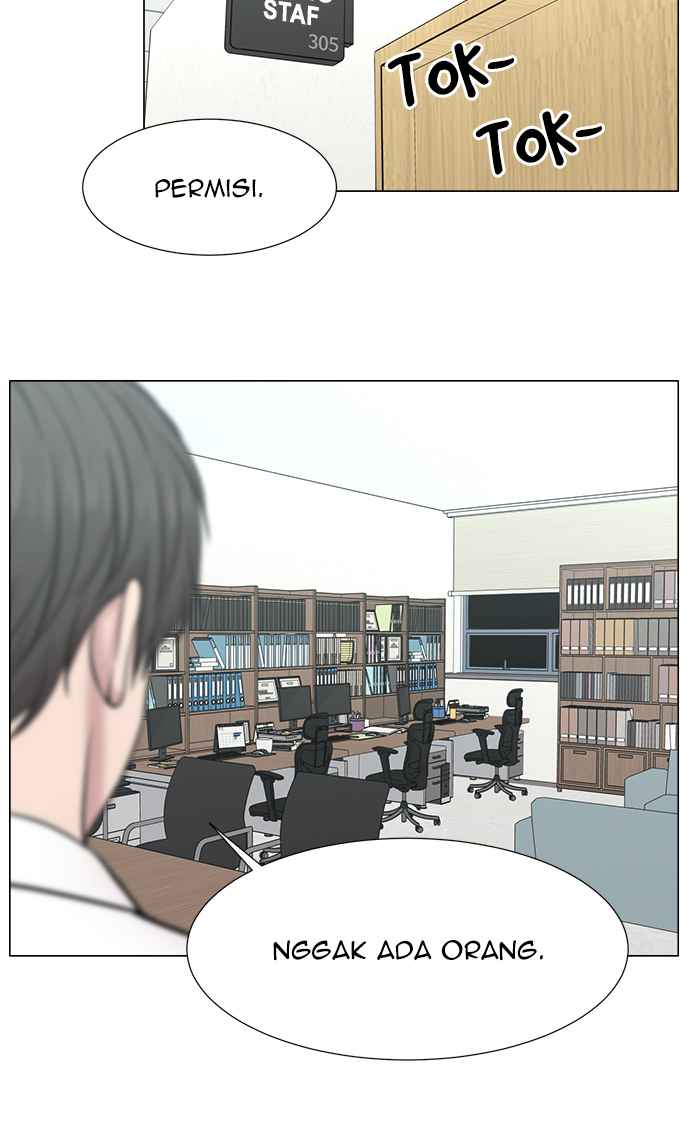 STAF
305
TOK-
TOK-
PERMISI.
NGGAK ADA ORANG.